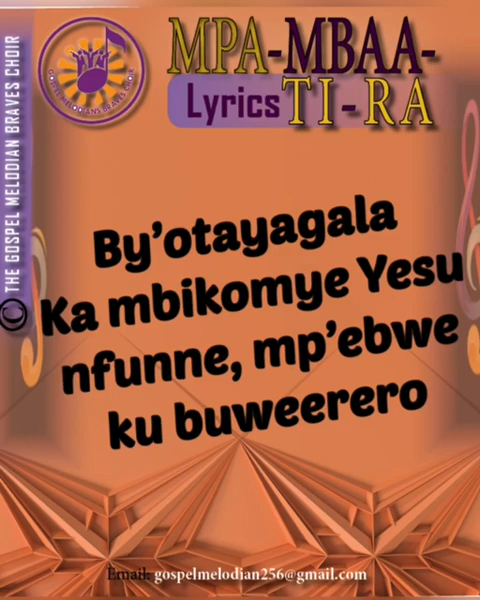 MPA-MBAA-
Lyrics TI-RA
By'otayagala
Ka mbikomye Yesu
nfunne, mp'ebwe
ku buweerero
© THE GOSPEL MELODIAN BRAVES CHOIR
Email: gospelmelodian256@gmail.com